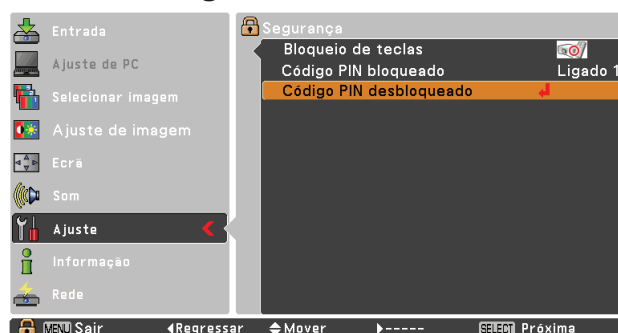 Entrada
Ajuste de PC
Selecionar imagem
Ajuste de imagem
Ecrã
Som
Ajuste
Informação
Rede
Segurança
Bloqueio de teclas
Código PIN bloqueado Ligado 1
Código PIN desbloqueado
MENU Sair Regressar Mover ----- SELECT Próxima